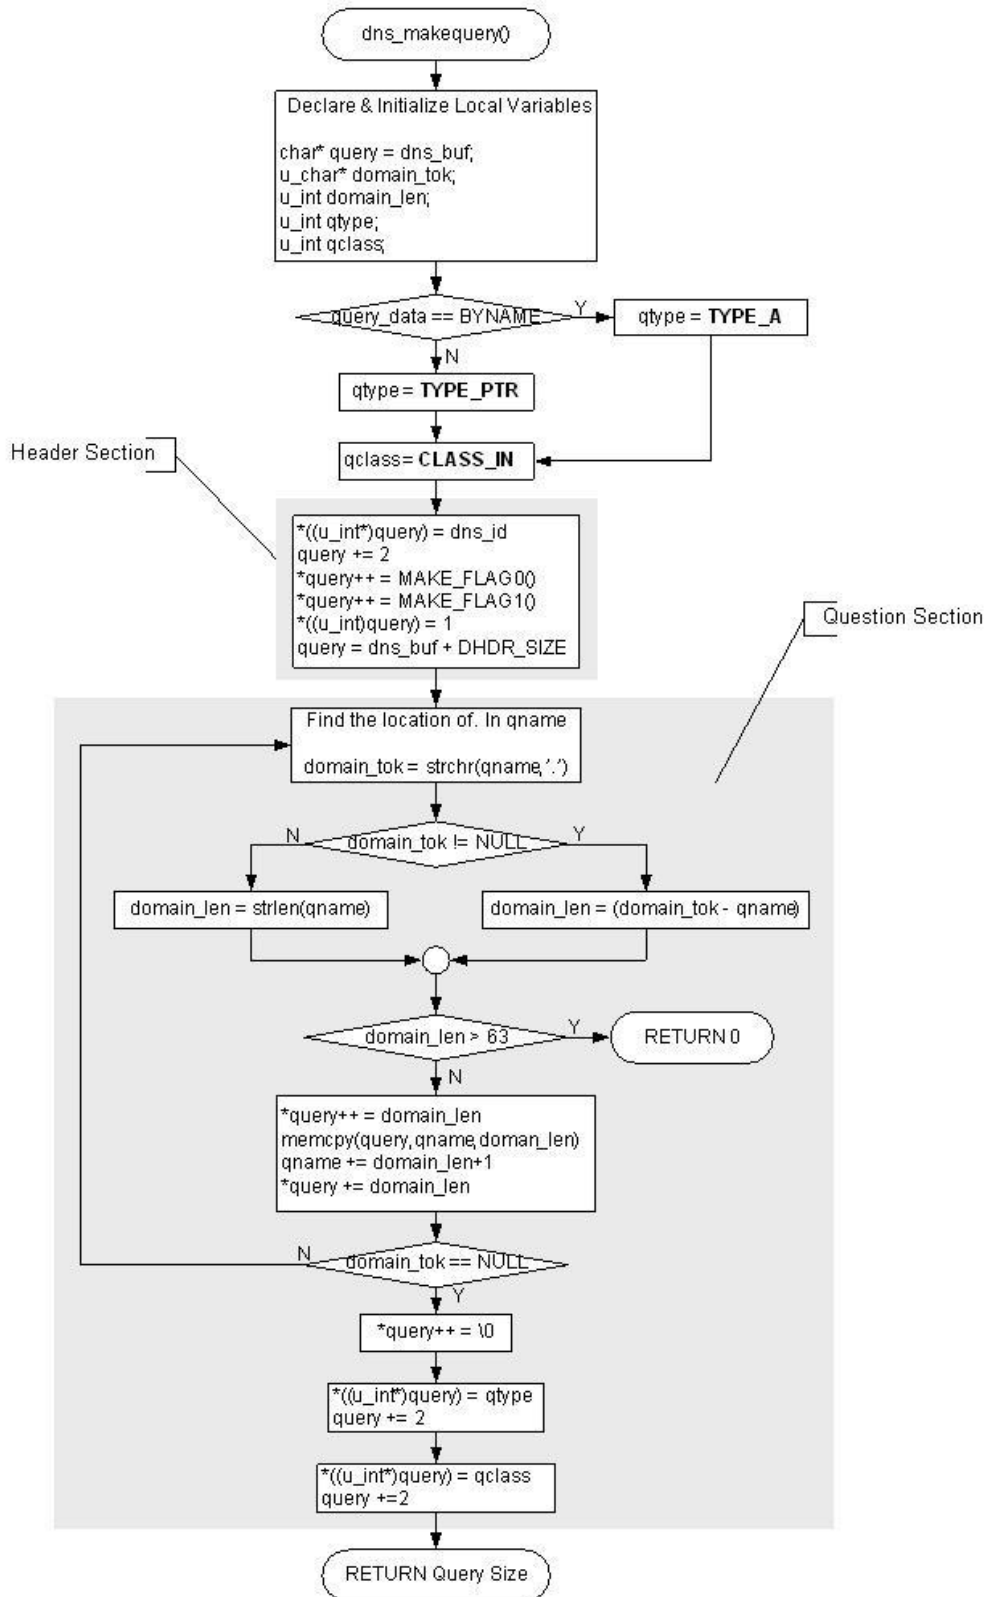 dns_makequery()
Declare & Initialize Local Variables
char* query = dns_buf;
u_char* domain_tok;
u_int domain_len;
u_int qtype;
u_int qclass;
query_data == BYNAME
Y
qtype = TYPE_A
N
qtype = TYPE_PTR
Header Section
qclass= CLASS_IN
*((u_int*)query) = dns_id
query += 2
*query++ = MAKE_FLAG0()
*query++ = MAKE_FLAG1()
*((u_int)query) = 1
query = dns_buf + DHDR_SIZE
Question Section
Find the location of. In qname
domain_tok = strchr(qname,'.')
N
domain_tok != NULL
Y
domain_len = strlen(qname)
domain_len = (domain_tok - qname)
domain_len > 63
Y
RETURN 0
N
*query++ = domain_len
memcpy(query,qname,doman_len)
qname += domain_len+1
*query += domain_len
N
domain_tok == NULL
Y
*query++ = \0
*((u_int*)query) = qtype
query += 2
*((u_int*)query) = qclass
query +=2
RETURN Query Size